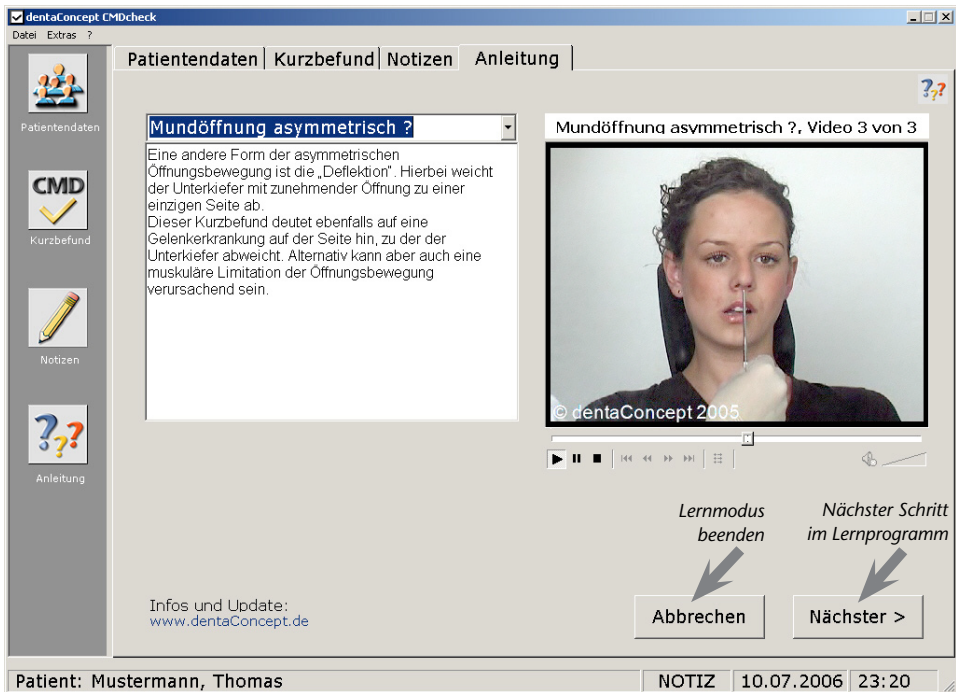 dentaConcept CMDcheck
Datei Extras ?
Patientendaten
Kurzbefund
Notizen
Anleitung
Patientendaten
CMD
Kurzbefund
Notizen
Anleitung
Mundöffnung asymmetrisch ?
Eine andere Form der asymmetrischen
Öffnungsbewegung ist die „Deflektion". Hierbei weicht
der Unterkiefer mit zunehmender Öffnung zu einer
einzigen Seite ab.
Dieser Kurzbefund deutet ebenfalls auf eine
Gelenkerkrankung auf der Seite hin, zu der der
Unterkiefer abweicht. Alternativ kann aber auch eine
muskuläre Limitation der Öffnungsbewegung
verursachend sein.
???
Mundöffnung asymmetrisch ?, Video 3 von 3
© dentaConcept 2005
Lernmodus
beenden
Nächster Schritt
im Lernprogramm
Abbrechen
Nächster >
Infos und Update:
www.dentaConcept.de
Patient: Mustermann, Thomas
NOTIZ
10.07.2006
23:20